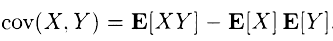 cov(X, Y) = E[XY] − E[X] E[Y].